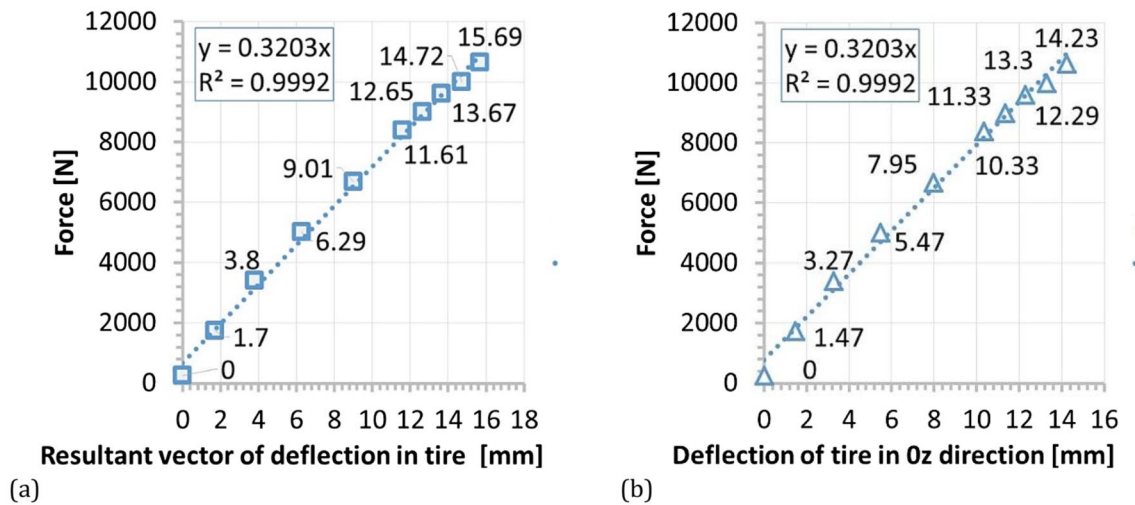 12000
10000
8000
6000
4000
2000
0
Force [N]
y = 0.3203x
R² = 0.9992
15.69
14.72
12.65
13.67
11.61
9.01
6.29
3.8
1.7
0
0 2 4 6 8 10 12 14 16 18
Resultant vector of deflection in tire [mm]
(a)
12000
10000
8000
6000
4000
2000
0
Force [N]
y = 0.3203x
R² = 0.9992
14.23
13.3
11.33
12.29
10.33
7.95
5.47
3.27
1.47
0
0 2 4 6 8 10 12 14 16
Deflection of tire in 0z direction [mm]
(b)